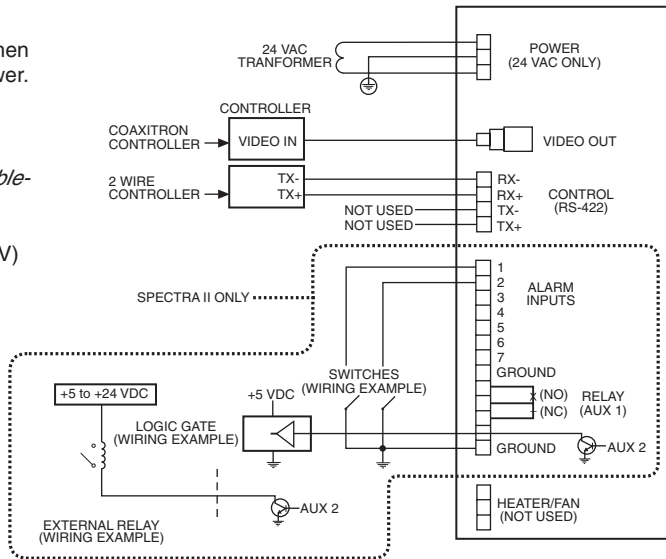 24 VAC
TRANFORMER
POWER
(24 VAC ONLY)
CONTROLLER
COAXITRON
CONTROLLER
VIDEO IN
VIDEO OUT
2 WIRE
CONTROLLER
TX-
TX+
NOT USED
NOT USED
RX-
RX+
TX-
TX+
CONTROL
(RS-422)
SPECTRA II ONLY
1
2
3
4
5
6
7
GROUND
ALARM
INPUTS
SWITCHES
(WIRING EXAMPLE)
(NO)
(NC)
RELAY
(AUX 1)
+5 to +24 VDC
+5 VDC
LOGIC GATE
(WIRING EXAMPLE)
GROUND
AUX 2
AUX 2
EXTERNAL RELAY
(WIRING EXAMPLE)
HEATER/FAN
(NOT USED)